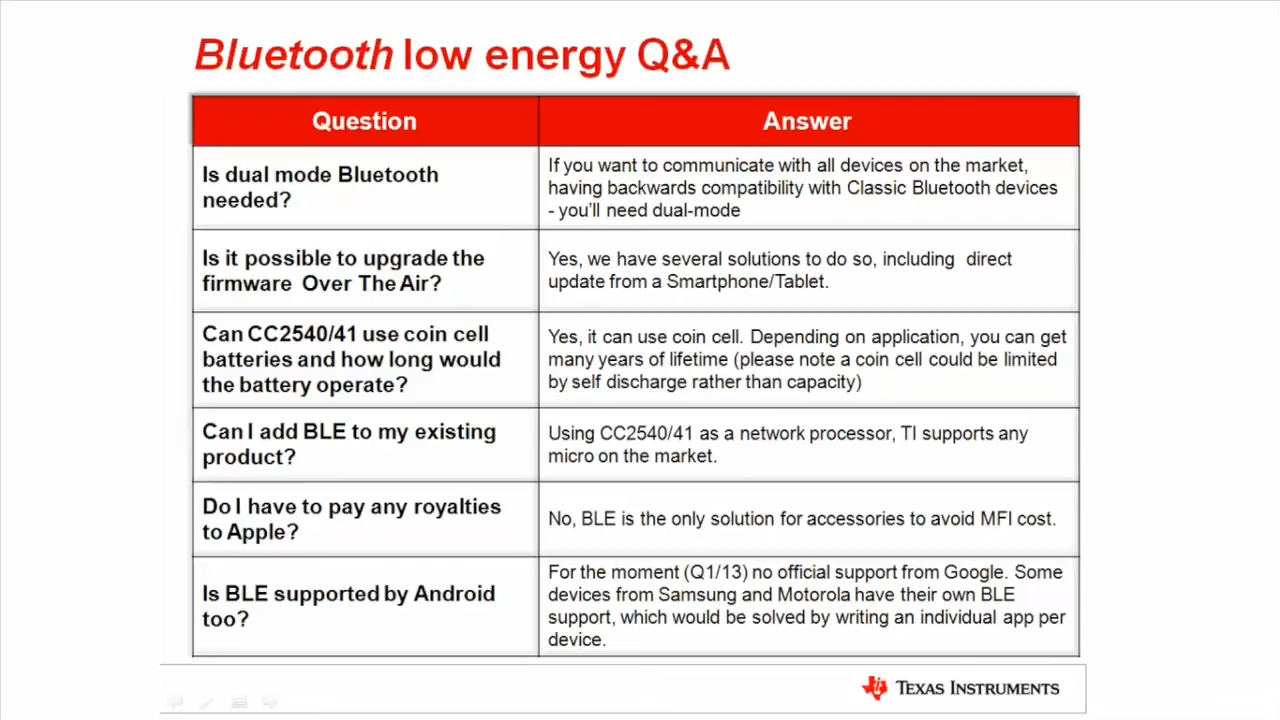 Bluetooth low energy Q&A
Question
Answer
Is dual mode Bluetooth
needed?
If you want to communicate with all devices on the market,
having backwards compatibility with Classic Bluetooth devices
- you'll need dual-mode
Is it possible to upgrade the
firmware Over The Air?
Yes, we have several solutions to do so, including direct
update from a Smartphone/Tablet.
Can CC2540/41 use coin cell
batteries and how long would
the battery operate?
Yes, it can use coin cell. Depending on application, you can get
many years of lifetime (please note a coin cell could be limited
by self discharge rather than capacity)
Can I add BLE to my existing
product?
Using CC2540/41 as a network processor, TI supports any
micro on the market.
Do I have to pay any royalties
to Apple?
No, BLE is the only solution for accessories to avoid MFI cost.
Is BLE supported by Android
too?
For the moment (Q1/13) no official support from Google. Some
devices from Samsung and Motorola have their own BLE
support, which would be solved by writing an individual app per
device.
TEXAS INSTRUMENTS